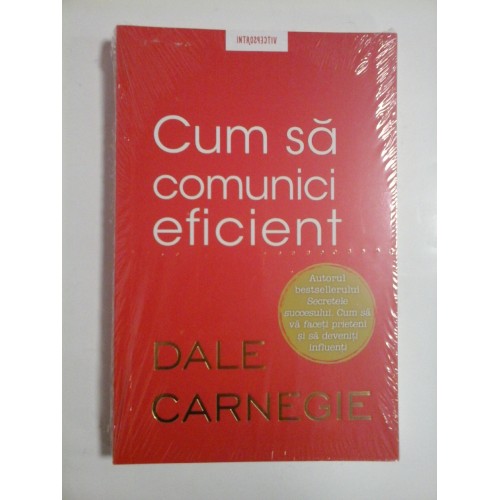 INTROSPECTIV
Cum să
comunici
eficient
Autorul
bestsellerului
Secretele
succesului. Cum să
vă faceți prieteni
și să deveniți
influenți
DALE
CARNEGIE